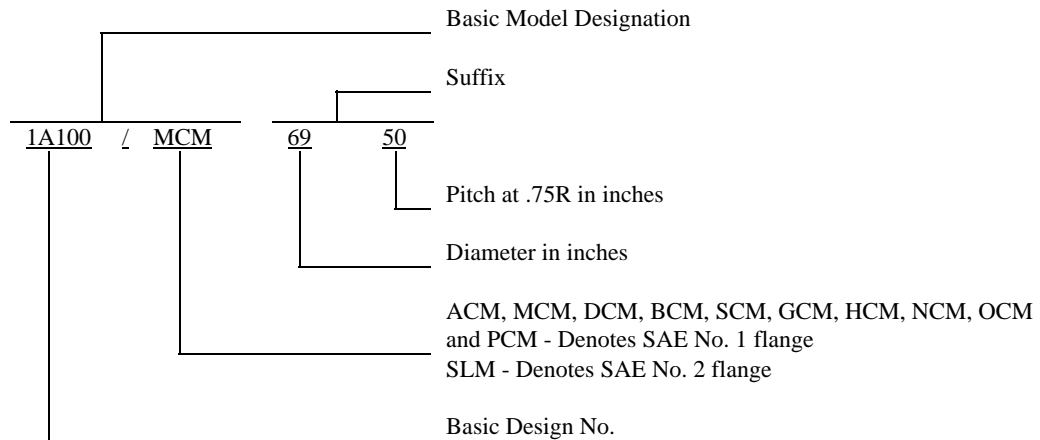 Basic Model Designation
Suffix
1A100 / MCM 69 50
Pitch at .75R in inches
Diameter in inches
ACM, MCM, DCM, BCM, SCM, GCM, HCM, NCM, OCM
and PCM - Denotes SAE No. 1 flange
SLM - Denotes SAE No. 2 flange
Basic Design No.